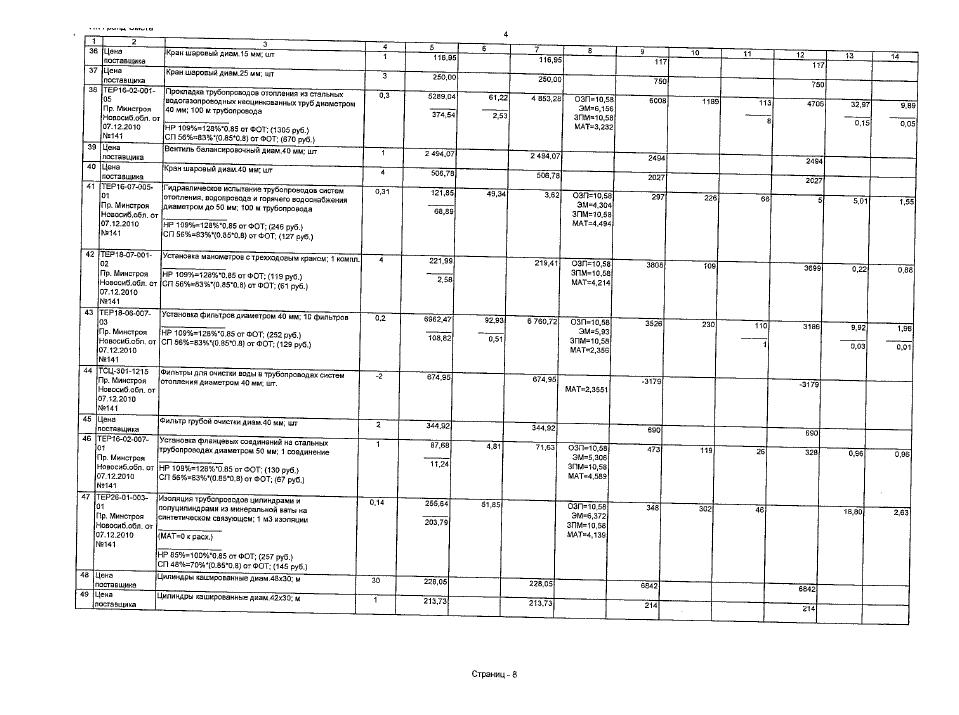 4
1 2 3 4 5 6 7 8 9 10 11 12 13 14
36 Цена поставщика Кран шаровый диам.15 мм; шт 1 116,95 116,95 117 117
37 Цена поставщика Кран шаровый диам.25 мм; шт 3 250,00 250,00 750 750
38 ТЕР16-02-001- Прокладка трубопроводов отопления из стальных 0,3 5289,04 61,22 4 853,28 ОЗП=10,58 6008 1189 113 4706 32,97 9,89
05 водогазопроводных неоцинкованных труб диаметром ЭМ=6,156
Пр. Минстроя 40 мм; 100 м трубопровода 374,54 2,53 ЗПМ=10,58 8 0,15 0,05
Новосиб.обл. от МАТ=3,232
07.12.2010 НР 109%=128%*0.85 от ФОТ; (1305 руб.)
№141 СП 56%=83%*(0.85*0.8) от ФОТ; (670 руб.)
39 Цена поставщика Вентиль балансировочный диам.40 мм; шт 1 2 494,07 2 494,07 2494 2494
40 Цена поставщика Кран шаровый диам.40 мм; шт 4 506,78 506,78 2027 2027
41 ТЕР16-07-005- Гидравлическое испытание трубопроводов систем 0,31 121,85 49,34 3,62 ОЗП=10,58 297 226 66 5 5,01 1,55
01 отопления, водопровода и горячего водоснабжения ЭМ=4,304
Пр. Минстроя диаметром до 50 мм; 100 м трубопровода 68,89 ЗПМ=10,58
Новосиб.обл. от МАТ=4,494
07.12.2010 НР 109%=128%*0.85 от ФОТ; (246 руб.)
№141 СП 56%=83%*(0.85*0.8) от ФОТ; (127 руб.)
42 ТЕР18-07-001- Установка манометров с трехходовым краном; 1 компл. 4 221,99 219,41 ОЗП=10,58 3808 109 3699 0,22 0,88
02 ЗПМ=10,58
Пр. Минстроя НР 109%=128%*0.85 от ФОТ; (119 руб.) 2,58 МАТ=4,214
Новосиб.обл. от СП 56%=83%*(0.85*0.8) от ФОТ; (61 руб.)
07.12.2010
№141
43 ТЕР18-06-007- Установка фильтров диаметром 40 мм; 10 фильтров 0,2 6962,47 92,93 6 760,72 ОЗП=10,58 3526 230 110 3186 9,92 1,98
03 ЭМ=5,93
Пр. Минстроя НР 109%=128%*0.85 от ФОТ; (252 руб.) 108,82 0,51 ЗПМ=10,58 1 0,03 0,01
Новосиб.обл. от СП 56%=83%*(0.85*0.8) от ФОТ; (129 руб.) МАТ=2,356
07.12.2010
№141
44 ТСЦ-301-1215 Фильтры для очистки воды в трубопроводах систем -2 674,95 674,95 МАТ=2,3551 -3179 -3179
Пр. Минстроя отопления диаметром 40 мм; шт.
Новосиб.обл. от
07.12.2010
№141
45 Цена поставщика Фильтр грубой очистки диам.40 мм; шт 2 344,92 344,92 690 690
46 ТЕР16-02-007- Установка фланцевых соединений на стальных 1 87,68 4,81 71,63 ОЗП=10,58 473 119 26 328 0,96 0,96
01 трубопроводах диаметром 50 мм; 1 соединение ЭМ=5,306
Пр. Минстроя 11,24 ЗПМ=10,58
Новосиб.обл. от НР 109%=128%*0.85 от ФОТ; (130 руб.) МАТ=4,589
07.12.2010 СП 56%=83%*(0.85*0.8) от ФОТ; (67 руб.)
№141
47 ТЕР26-01-003- Изоляция трубопроводов цилиндрами и 0,14 255,64 51,85 ОЗП=10,58 348 302 46 18,80 2,63
01 полуцилиндрами из минеральной ваты на ЭМ=6,372
Пр. Минстроя синтетическом связующем; 1 м3 изоляции 203,79 ЗПМ=10,58
Новосиб.обл. от МАТ=4,139
07.12.2010 (МАТ=0 к расх.)
№141
НР 85%=100%*0.85 от ФОТ; (257 руб.)
СП 48%=70%*(0.85*0.8) от ФОТ; (145 руб.)
48 Цена поставщика Цилиндры кашированные диам.48х30; м 30 228,05 228,05 6842 6842
49 Цена поставщика Цилиндры кашированные диам.42х30; м 1 213,73 213,73 214 214
Страниц - 8